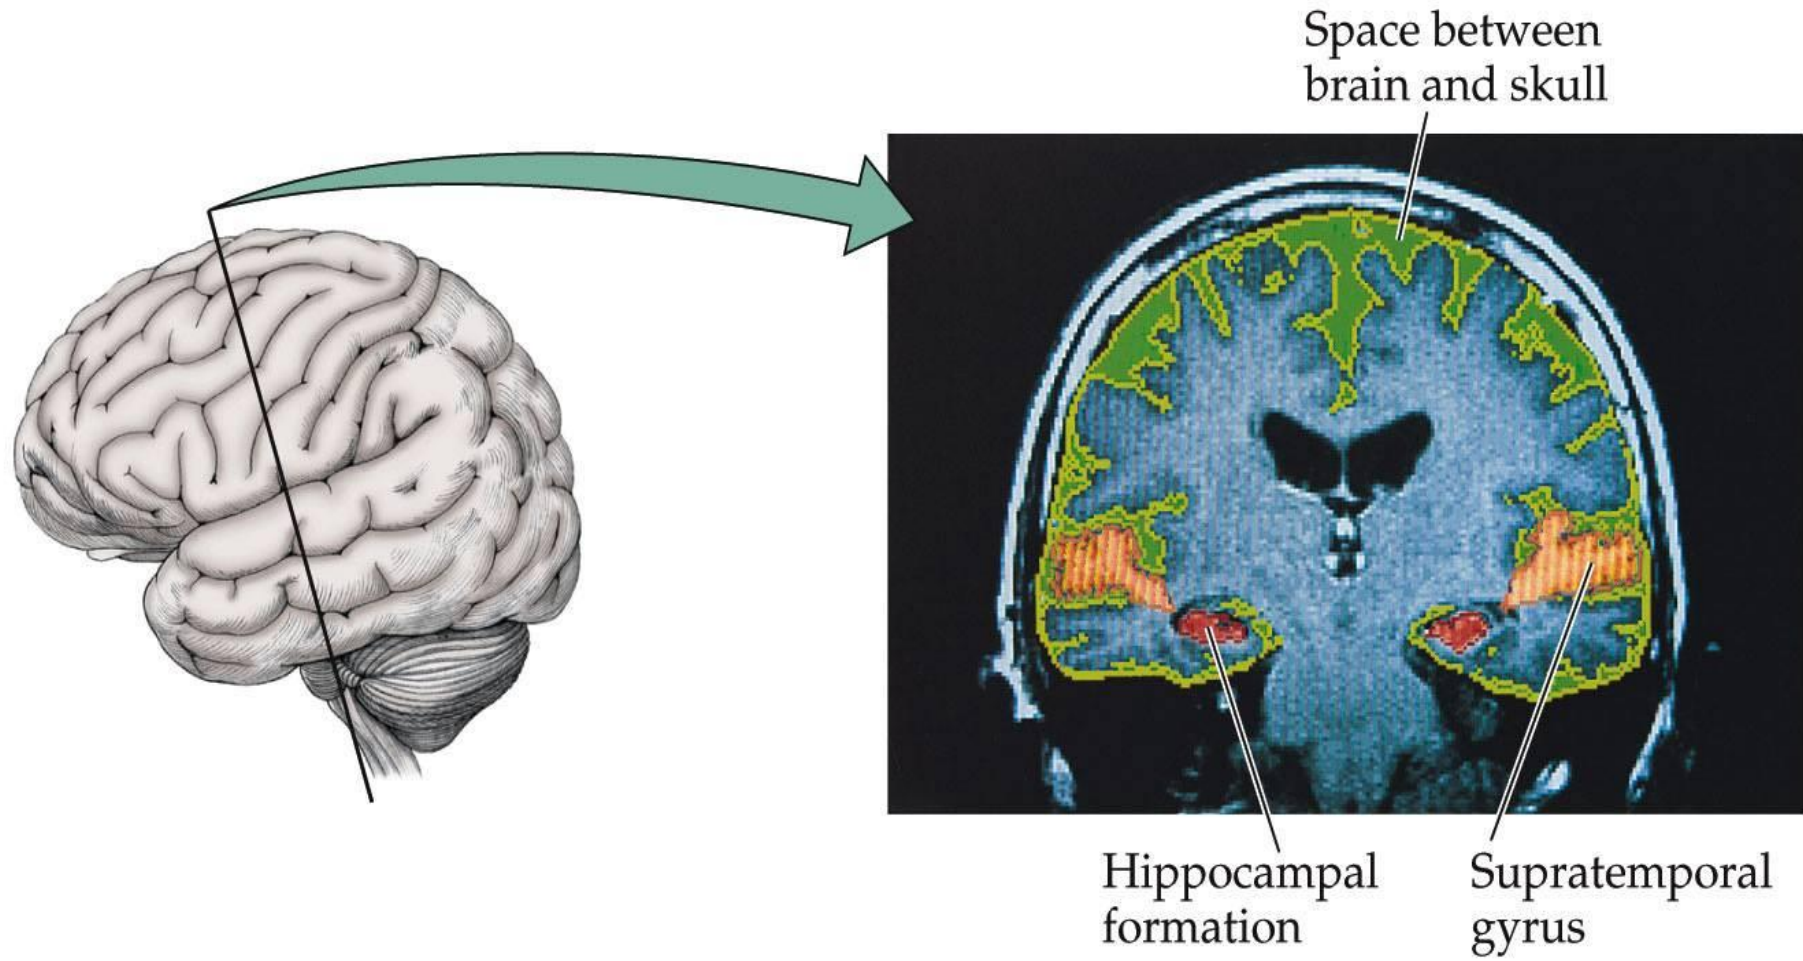 Space between
brain and skull
Hippocampal
formation
Supratemporal
gyrus